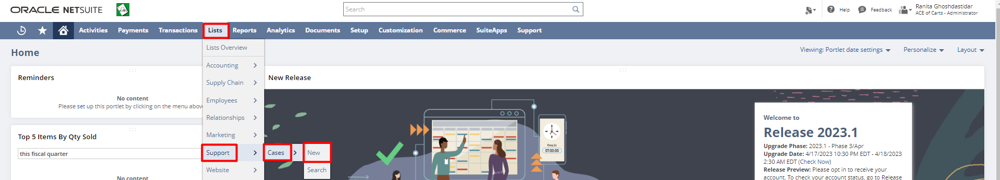 ORACLE NETSUITE
Search
Help
Feedback
Ranita Ghoshdastidar
ACE of Carts - Administrator
Activities
Payments
Transactions
Lists
Reports
Analytics
Documents
Setup
Customization
Commerce
SuiteApps
Support
Home
Viewing: Portlet date settings
Personalize
Layout
Lists Overview
Accounting
Supply Chain
Employees
Relationships
Marketing
Support
Website
Cases
New
Search
Reminders
No content
Please set up this portlet by clicking on the menu above
Top 5 Items By Qty Sold
this fiscal quarter
No content
New Release
Time In
07:00:00
Welcome to
Release 2023.1
Upgrade Phase: 2023.1 - Phase 3/Apr
Upgrade Date: 4/17/2023 10:30 PM EDT - 4/18/2023
2:30 AM EDT (Check Now)
Release Preview: Please opt in to receive your
account. To check your account status, go to Release